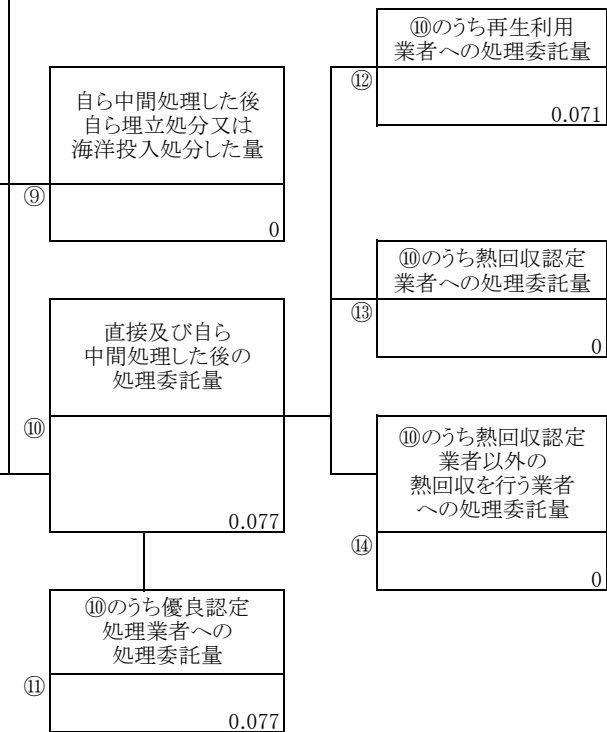 ⑩のうち再生利用
業者への処理委託量
⑫
0.071
自ら中間処理した後
自ら埋立処分又は
海洋投入処分した量
⑨
0
⑩のうち熱回収認定
業者への処理委託量
⑬
0
直接及び自ら
中間処理した後の
処理委託量
⑩
0.077
⑩のうち熱回収認定
業者以外の
熱回収を行う業者
への処理委託量
⑭
0
⑩のうち優良認定
処理業者への
処理委託量
⑪
0.077